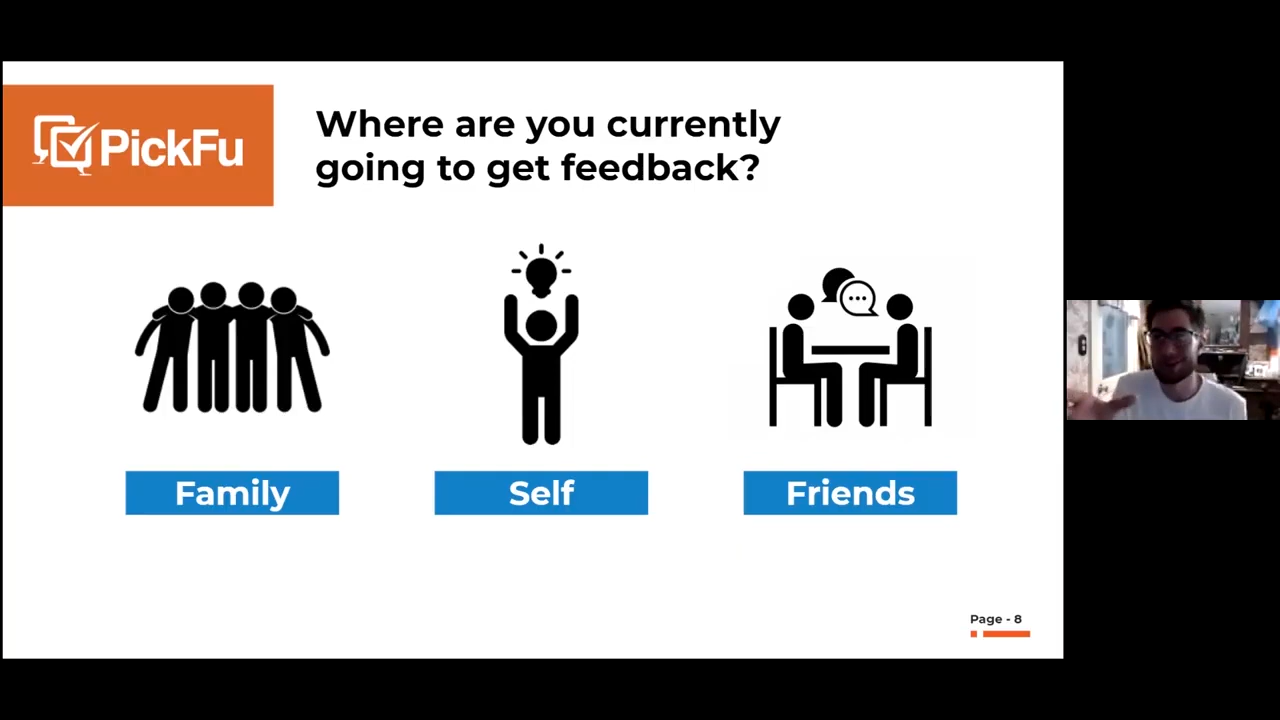 PickFu
Where are you currently
going to get feedback?
Family
Self
Friends
Page - 8